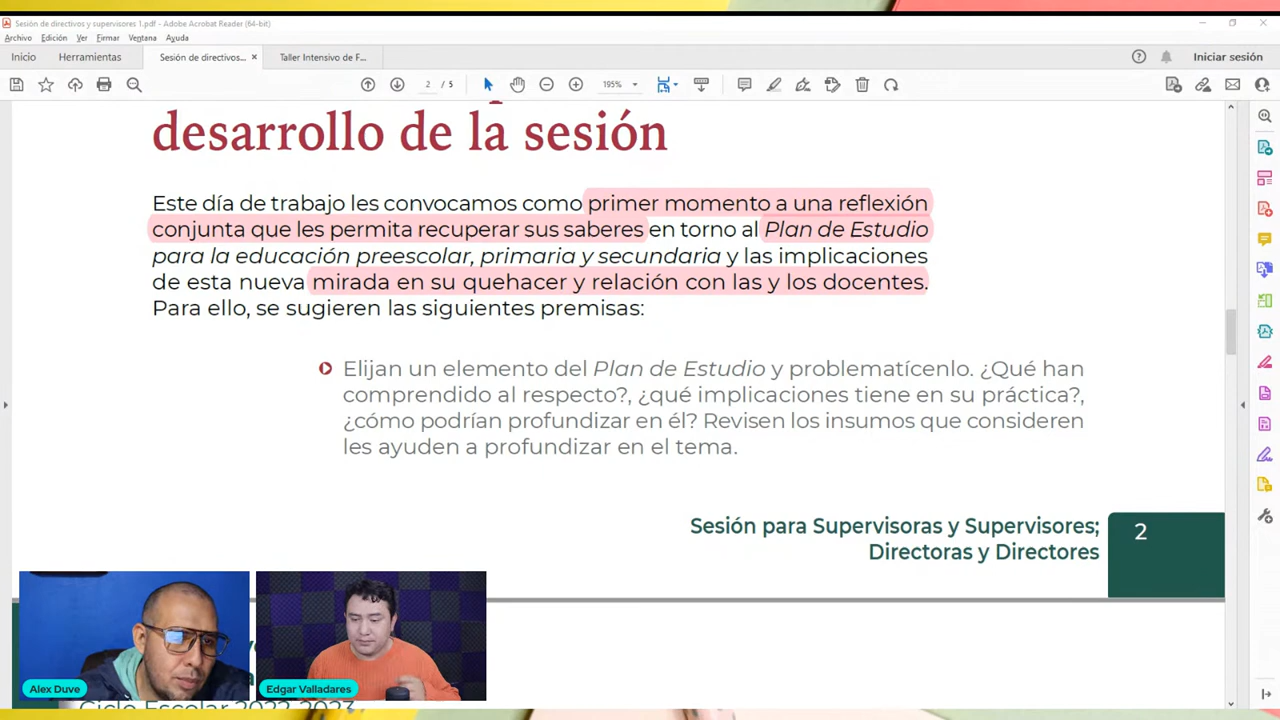 Sesión de directivos y supervisores 1.pdf - Adobe Acrobat Reader (64-bit)
Archivo Edición Ver Firmar Ventana Ayuda
Inicio Herramientas Sesión de directivos... × Taller Intensivo de F... Iniciar sesión
2 / 5 195%
desarrollo de la sesión
Este día de trabajo les convocamos como primer momento a una reflexión
conjunta que les permita recuperar sus saberes en torno al Plan de Estudio
para la educación preescolar, primaria y secundaria y las implicaciones
de esta nueva mirada en su quehacer y relación con las y los docentes.
Para ello, se sugieren las siguientes premisas:
Elijan un elemento del Plan de Estudio y problematícenlo. ¿Qué han
comprendido al respecto?, ¿qué implicaciones tiene en su práctica?,
¿cómo podrían profundizar en él? Revisen los insumos que consideren
les ayuden a profundizar en el tema.
Sesión para Supervisoras y Supervisores;
Directoras y Directores
2
Alex Duve
Edgar Valladares
Ciclo Escolar 2022-2023